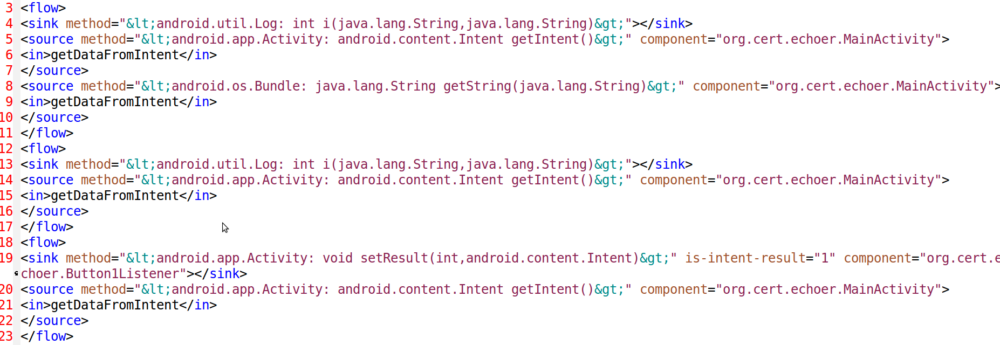 3 <flow>
4 <sink method="&lt;android.util.Log: int i(java.lang.String,java.lang.String)&gt;"></sink>
5 <source method="&lt;android.app.Activity: android.content.Intent getIntent()&gt;" component="org.cert.echoer.MainActivity">
6 <in>getDataFromIntent</in>
7 </source>
8 <source method="&lt;android.os.Bundle: java.lang.String getString(java.lang.String)&gt;" component="org.cert.echoer.MainActivity">
9 <in>getDataFromIntent</in>
10 </source>
11 </flow>
12 <flow>
13 <sink method="&lt;android.util.Log: int i(java.lang.String,java.lang.String)&gt;"></sink>
14 <source method="&lt;android.app.Activity: android.content.Intent getIntent()&gt;" component="org.cert.echoer.MainActivity">
15 <in>getDataFromIntent</in>
16 </source>
17 </flow>
18 <flow>
19 <sink method="&lt;android.app.Activity: void setResult(int,android.content.Intent)&gt;" is-intent-result="1" component="org.cert.e
choer.Button1Listener"></sink>
20 <source method="&lt;android.app.Activity: android.content.Intent getIntent()&gt;" component="org.cert.echoer.MainActivity">
21 <in>getDataFromIntent</in>
22 </source>
23 </flow>